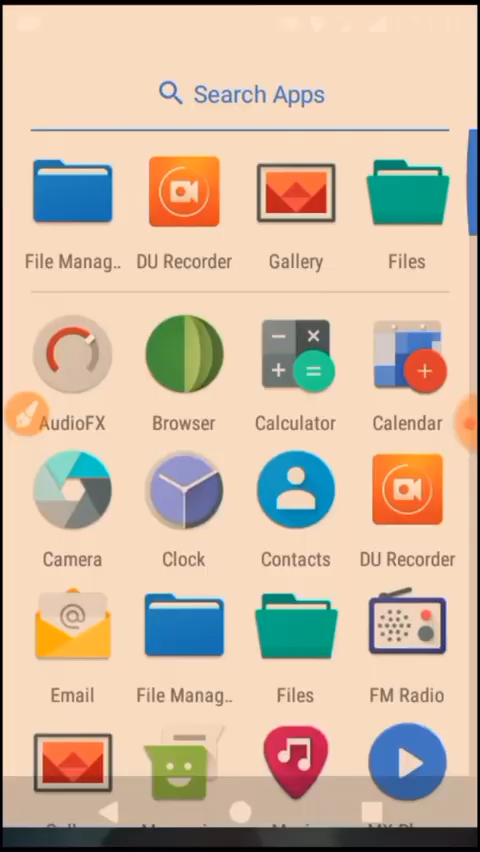 Search Apps
File Manag..
DU Recorder
Gallery
Files
AudioFX
Browser
Calculator
Calendar
Camera
Clock
Contacts
DU Recorder
@
Email
File Manag..
Files
FM Radio